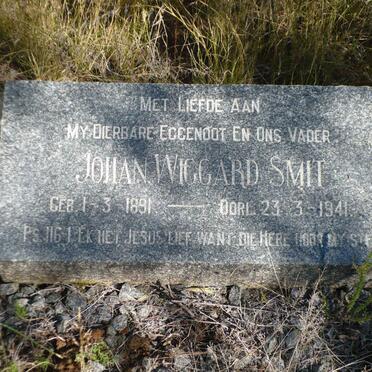 MET LIEFDE AAN
MY DIERBARE EGGENOOT EN ONS VADER
JOHAN WIGGARD SMIT
GEB. 1-3-1891 — OORL. 23-3-1941
PS. 116:1 EK HET JESUS LIEF WANT DIE HERE HOOR MY STEM